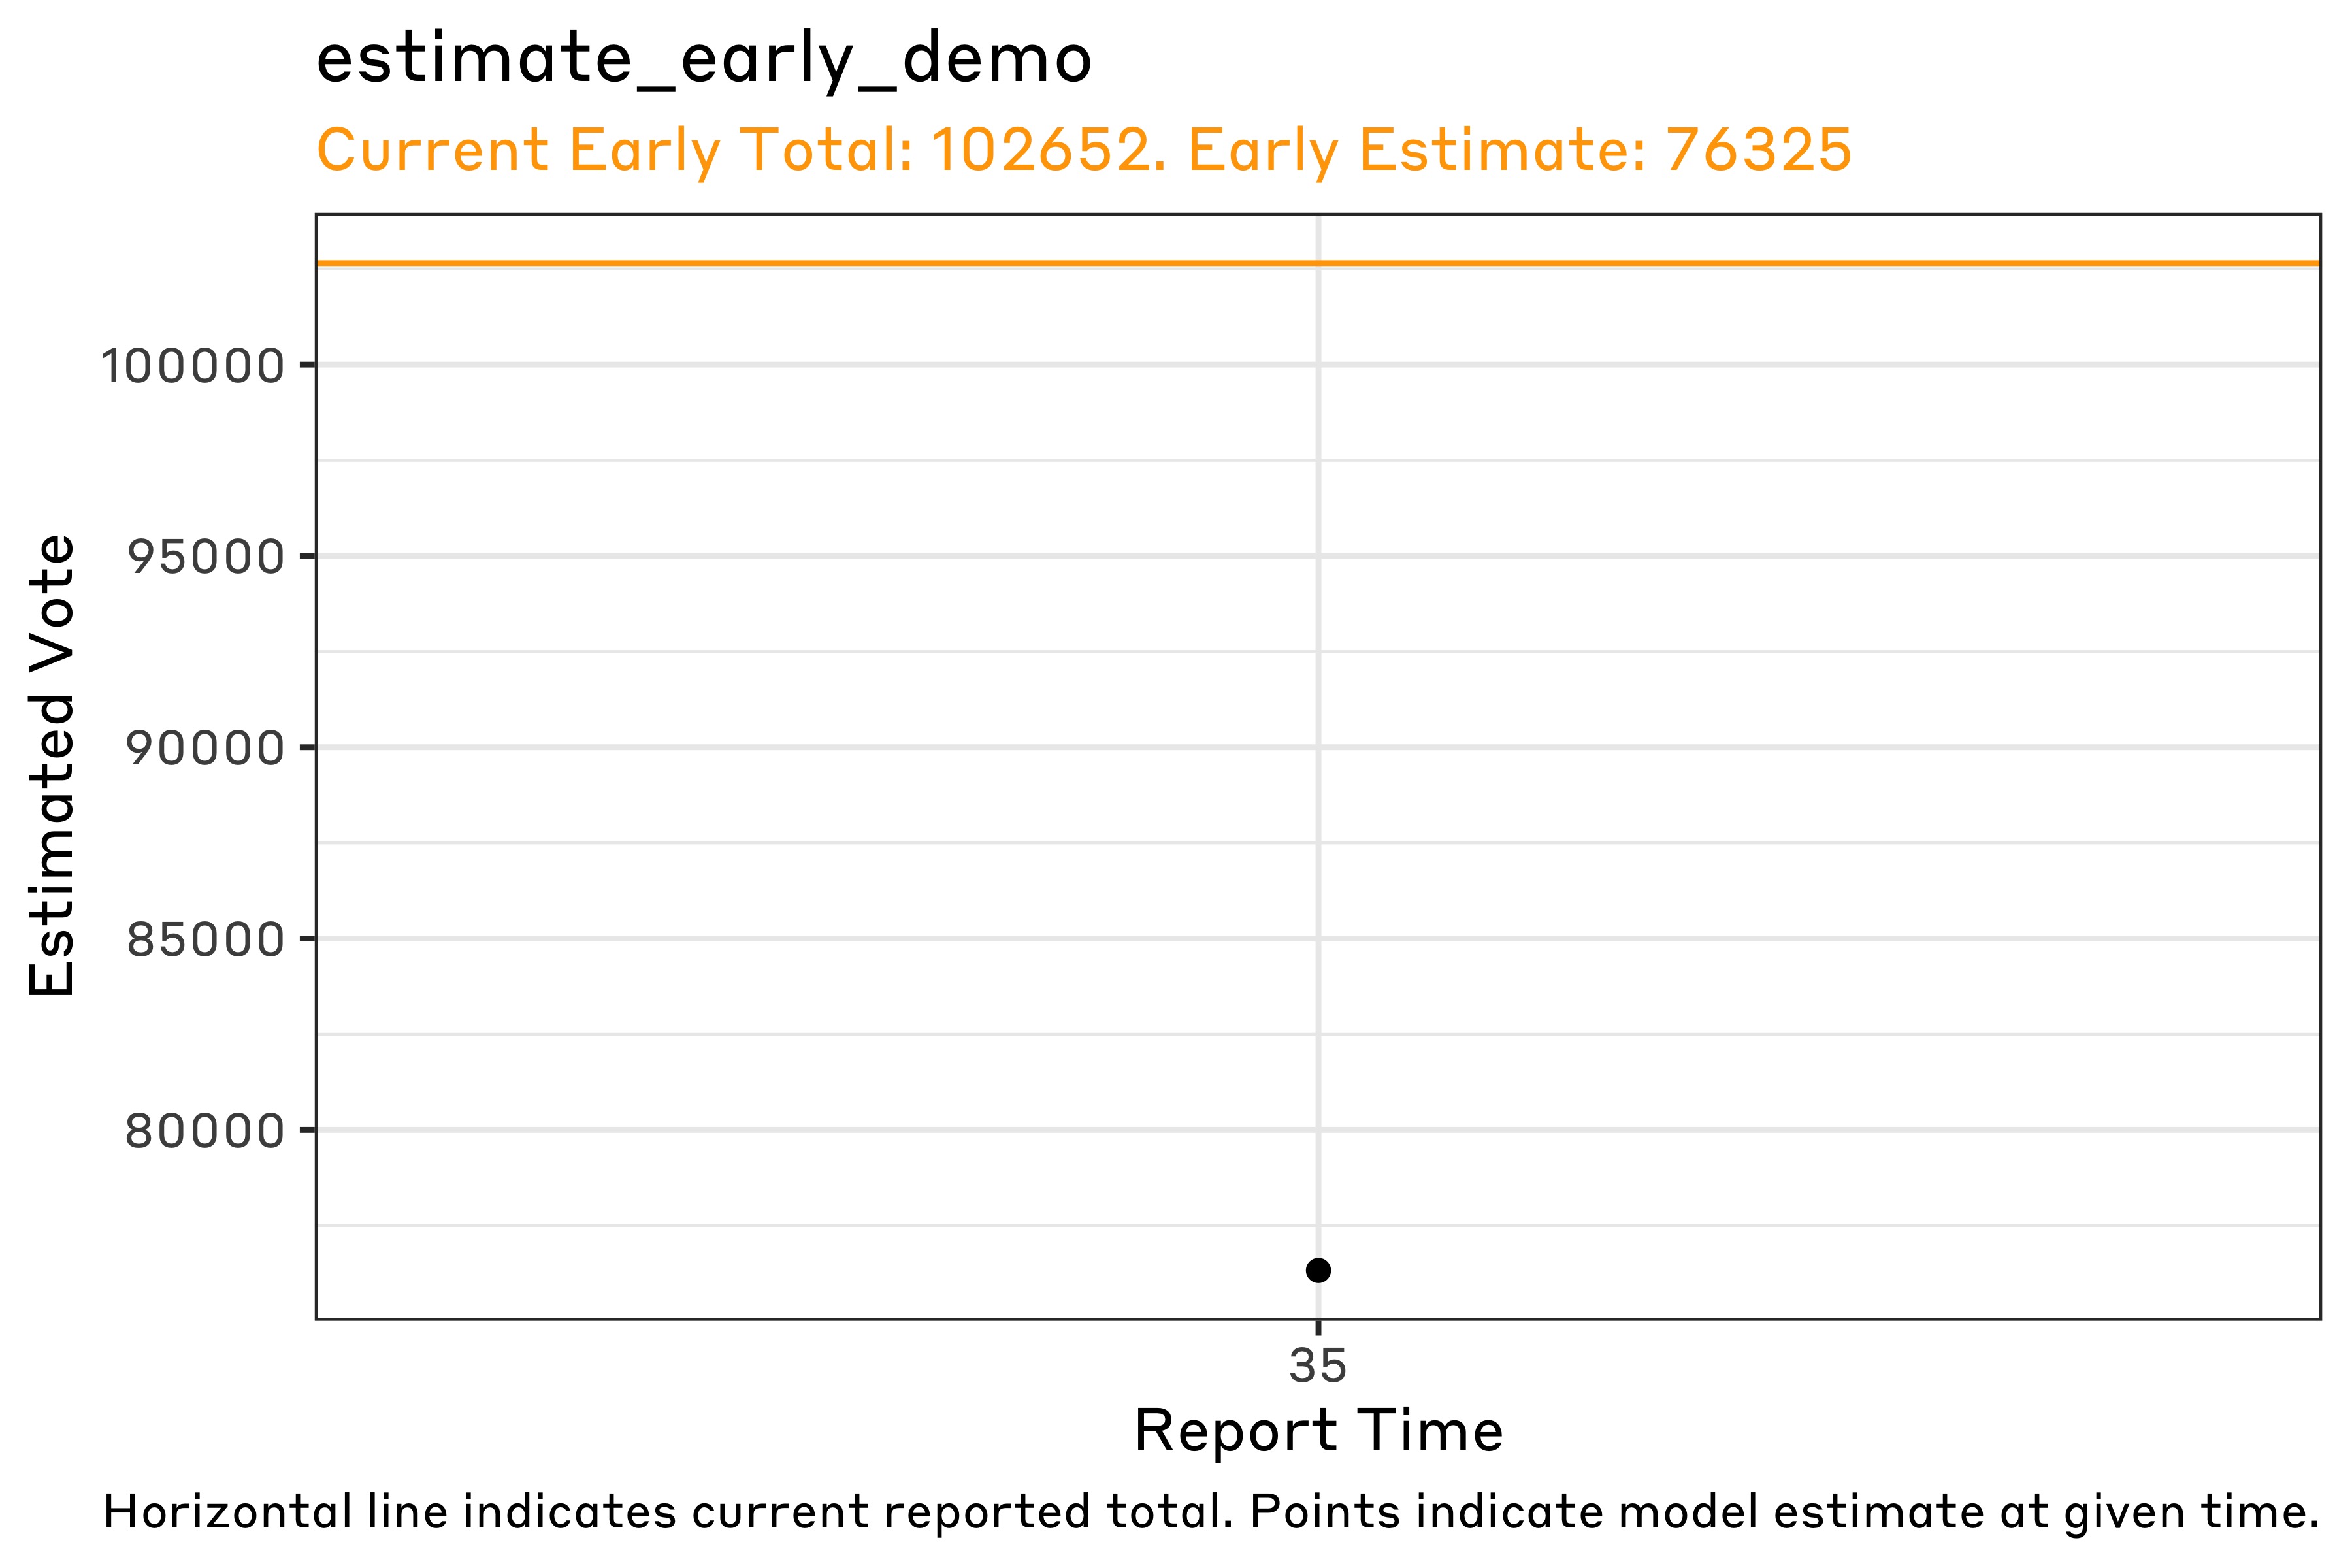 estimate_early_demo
Current Early Total: 102652. Early Estimate: 76325
Estimated Vote
100000
95000
90000
85000
80000
35
Report Time
Horizontal line indicates current reported total. Points indicate model estimate at given time.